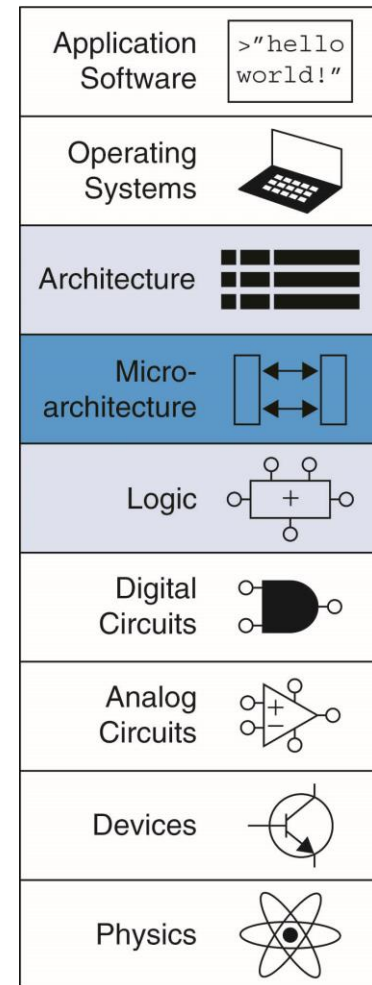 Application
Software
>"hello
world!"
Operating
Systems
Architecture
Micro-
architecture
Logic
+
Digital
Circuits
Analog
Circuits
+
−
Devices
Physics